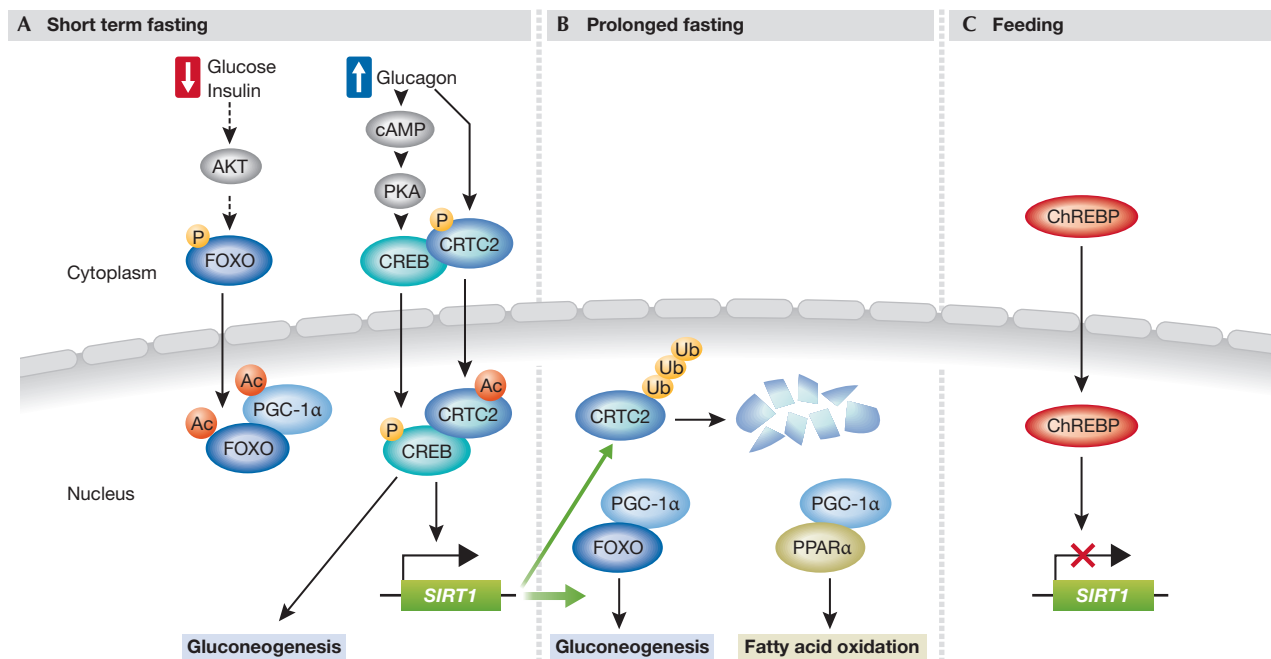 A Short term fasting
Glucose
Insulin
AKT
P
FOXO
Glucagon
cAMP
PKA
P
CREB
CRTC2
Cytoplasm
Ac
PGC-1α
Ac
FOXO
Ac
CRTC2
P
CREB
Nucleus
SIRT1
Gluconeogenesis
B Prolonged fasting
Ub
Ub
Ub
CRTC2
PGC-1α
FOXO
Gluconeogenesis
PGC-1α
PPARα
Fatty acid oxidation
C Feeding
ChREBP
ChREBP
SIRT1